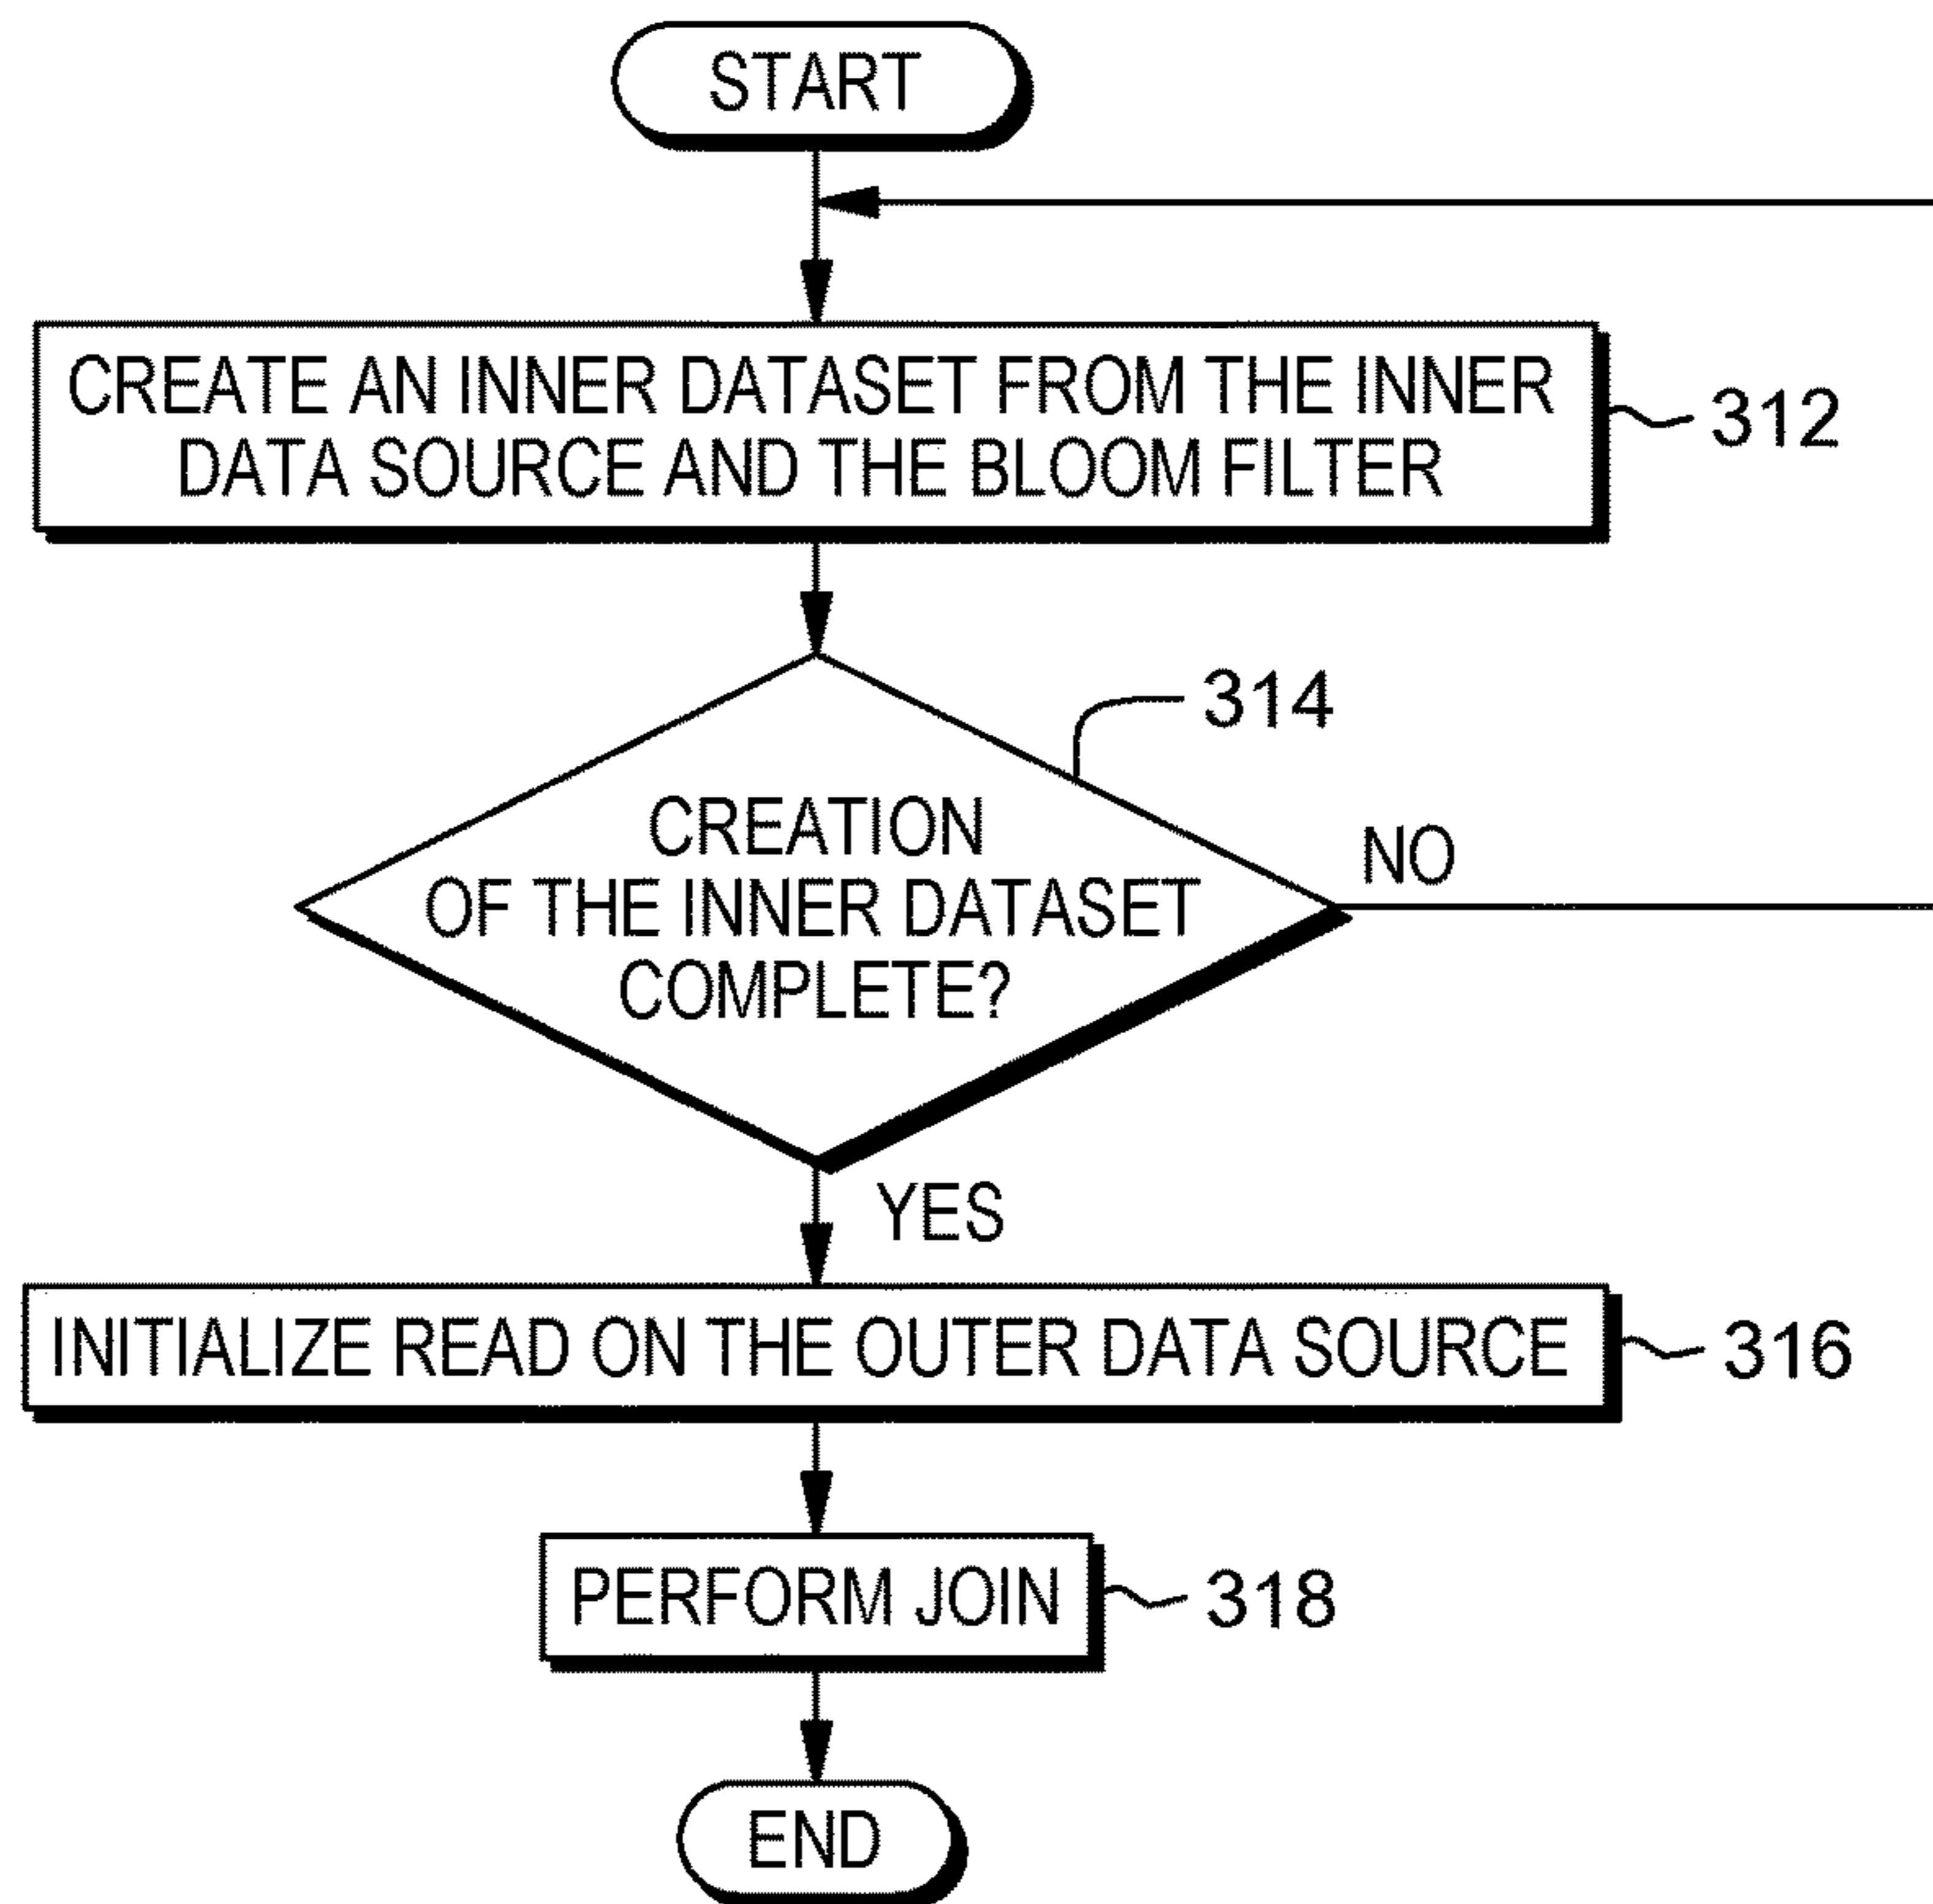 START
CREATE AN INNER DATASET FROM THE INNER
DATA SOURCE AND THE BLOOM FILTER
312
314
CREATION
OF THE INNER DATASET
COMPLETE?
NO
YES
INITIALIZE READ ON THE OUTER DATA SOURCE
316
PERFORM JOIN
318
END